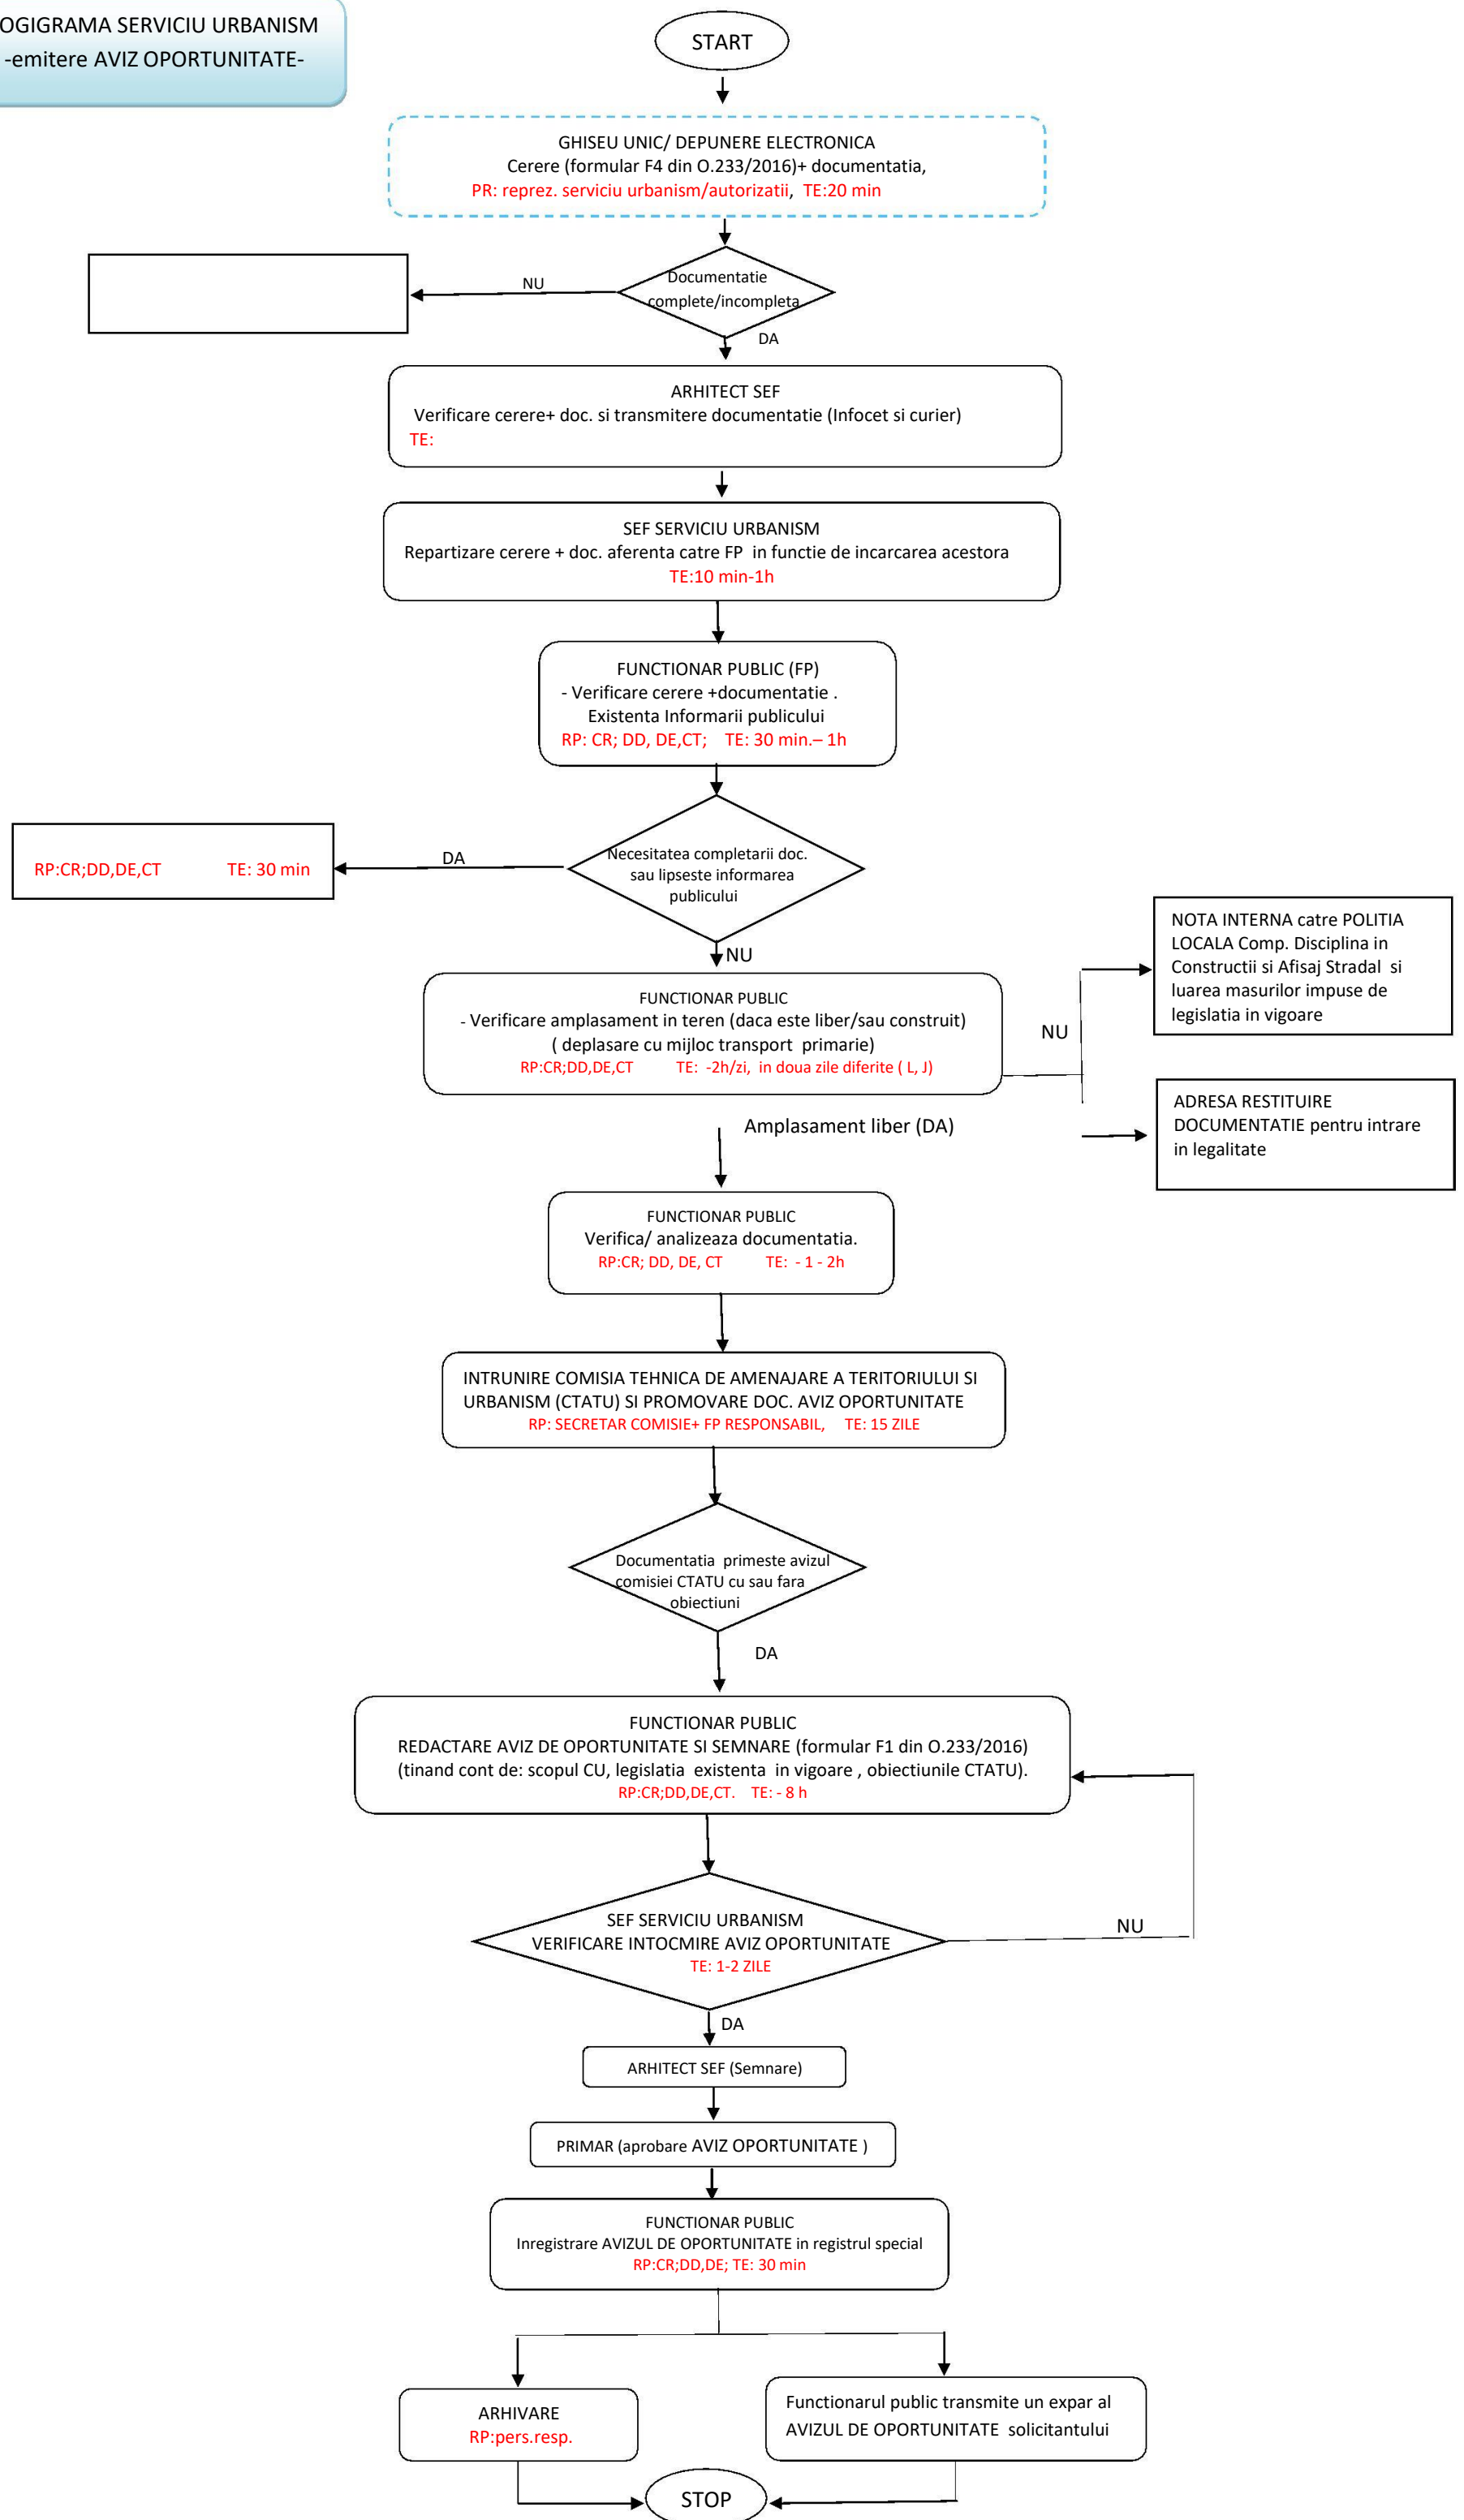 OGIGRAMA SERVICIU URBANISM
-emitere AVIZ OPORTUNITATE-
START
GHISEU UNIC/ DEPUNERE ELECTRONICA
Cerere (formular F4 din O.233/2016)+ documentatia,
PR: reprez. serviciu urbanism/autorizatii, TE:20 min
Documentatie
complete/incompleta
NU
DA
ARHITECT SEF
Verificare cerere+ doc. si transmitere documentatie (Infocet si curier)
TE:
SEF SERVICIU URBANISM
Repartizare cerere + doc. aferenta catre FP in functie de incarcarea acestora
TE:10 min-1h
FUNCTIONAR PUBLIC (FP)
- Verificare cerere +documentatie .
Existenta Informarii publicului
RP: CR; DD, DE,CT; TE: 30 min.– 1h
Necesitatea completarii doc.
sau lipseste informarea
publicului
DA
RP:CR;DD,DE,CT TE: 30 min
NU
FUNCTIONAR PUBLIC
- Verificare amplasament in teren (daca este liber/sau construit)
( deplasare cu mijloc transport primarie)
RP:CR;DD,DE,CT TE: -2h/zi, in doua zile diferite ( L, J)
NU
NOTA INTERNA catre POLITIA
LOCALA Comp. Disciplina in
Constructii si Afisaj Stradal si
luarea masurilor impuse de
legislatia in vigoare
ADRESA RESTITUIRE
DOCUMENTATIE pentru intrare
in legalitate
Amplasament liber (DA)
FUNCTIONAR PUBLIC
Verifica/ analizeaza documentatia.
RP:CR; DD, DE, CT TE: - 1 - 2h
INTRUNIRE COMISIA TEHNICA DE AMENAJARE A TERITORIULUI SI
URBANISM (CTATU) SI PROMOVARE DOC. AVIZ OPORTUNITATE
RP: SECRETAR COMISIE+ FP RESPONSABIL, TE: 15 ZILE
Documentatia primeste avizul
comisiei CTATU cu sau fara
obiectiuni
DA
FUNCTIONAR PUBLIC
REDACTARE AVIZ DE OPORTUNITATE SI SEMNARE (formular F1 din O.233/2016)
(tinand cont de: scopul CU, legislatia existenta in vigoare , obiectiunile CTATU).
RP:CR;DD,DE,CT. TE: - 8 h
SEF SERVICIU URBANISM
VERIFICARE INTOCMIRE AVIZ OPORTUNITATE
TE: 1-2 ZILE
NU
DA
ARHITECT SEF (Semnare)
PRIMAR (aprobare AVIZ OPORTUNITATE )
FUNCTIONAR PUBLIC
Inregistrare AVIZUL DE OPORTUNITATE in registrul special
RP:CR;DD,DE; TE: 30 min
ARHIVARE
RP:pers.resp.
Functionarul public transmite un expar al
AVIZUL DE OPORTUNITATE solicitantului
STOP